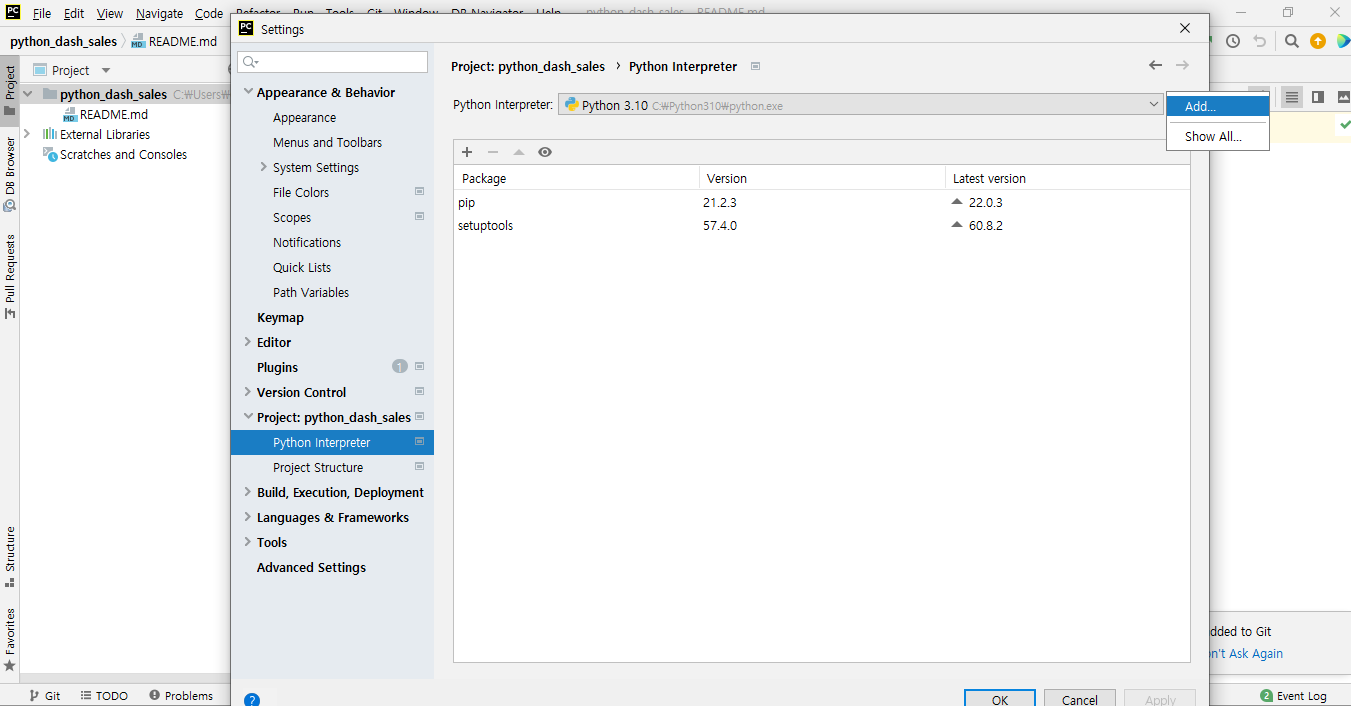 PC File Edit View Navigate Code Refactor Run Tools Git Window DB Navigator Help python_dash_sales README.md
PC Settings
python_dash_sales README.md
Project
python_dash_sales C:₩Users₩
README.md
External Libraries
Scratches and Consoles
Project
DB Browser
Pull Requests
Structure
Favorites
Appearance & Behavior
Appearance
Menus and Toolbars
System Settings
File Colors
Scopes
Notifications
Quick Lists
Path Variables
Keymap
Editor
Plugins 1
Version Control
Project: python_dash_sales
Python Interpreter
Project Structure
Build, Execution, Deployment
Languages & Frameworks
Tools
Advanced Settings
Project: python_dash_sales › Python Interpreter
Python Interpreter: Python 3.10 C:₩Python310₩python.exe
Add...
Show All...
Package Version Latest version
pip 21.2.3 22.0.3
setuptools 57.4.0 60.8.2
?
OK Cancel Apply
dded to Git
n't Ask Again
Git TODO Problems
2 Event Log